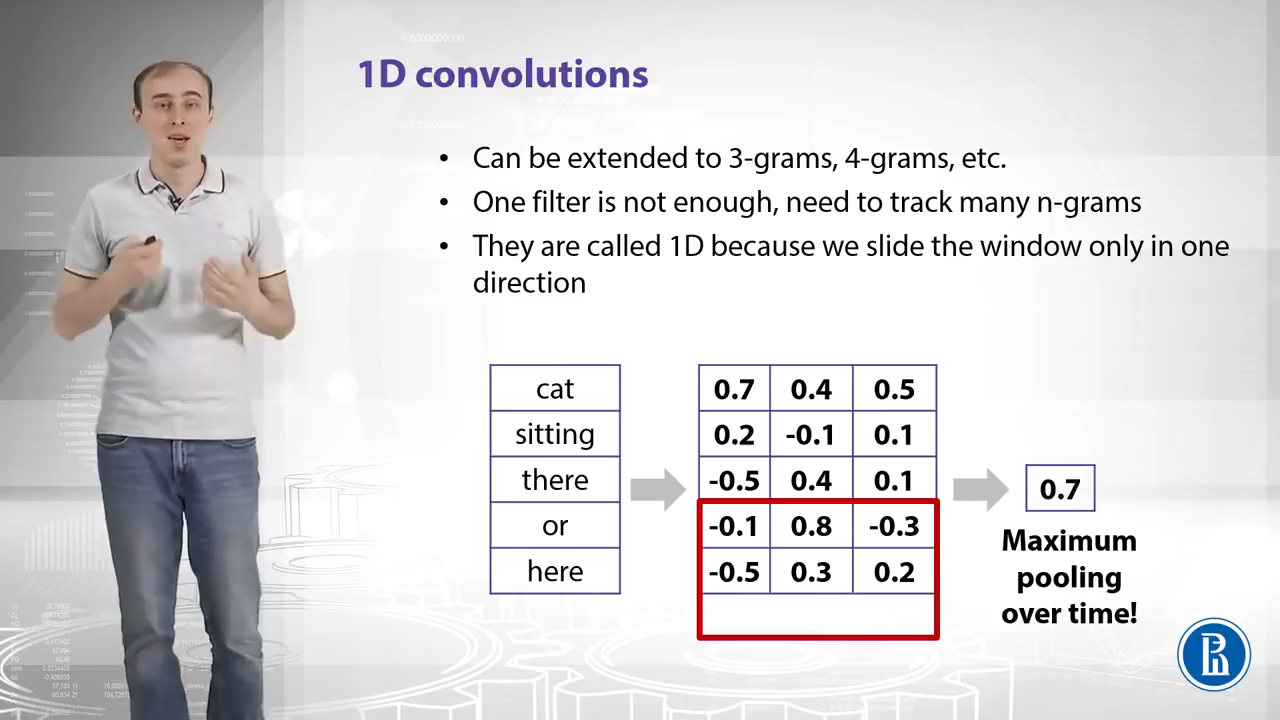 1D convolutions
• Can be extended to 3-grams, 4-grams, etc.
• One filter is not enough, need to track many n-grams
• They are called 1D because we slide the window only in one
direction
cat 0.7 0.4 0.5
sitting 0.2 -0.1 0.1
there -0.5 0.4 0.1
or -0.1 0.8 -0.3
here -0.5 0.3 0.2
0.7
Maximum
pooling
over time!